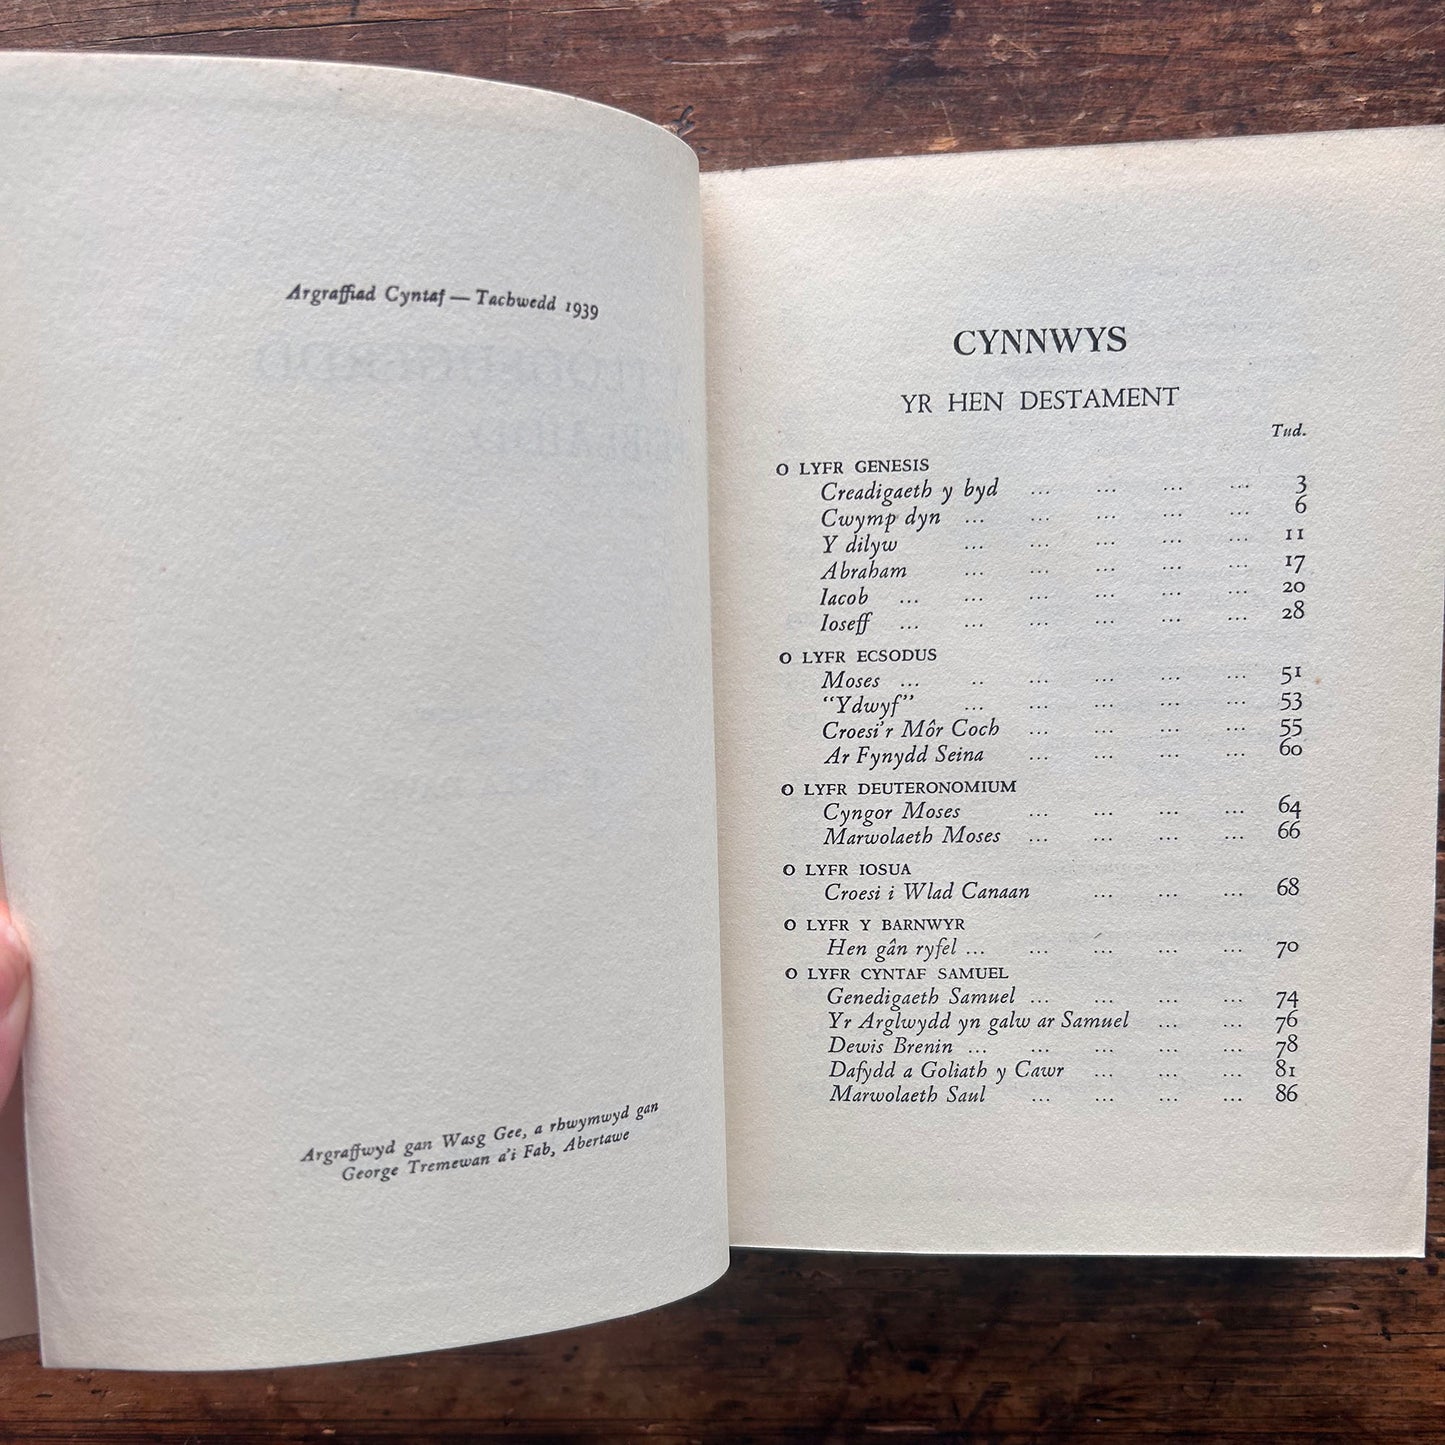 Argraffiad Cyntaf — Tachwedd 1939
Argraffwyd gan Wasg Gee, a rhwymwyd gan
George Tremewan a'i Fab, Abertawe
CYNNWYS
YR HEN DESTAMENT
Tud.
O LYFR GENESIS
Creadigaeth y byd ... ... ... ... 3
Cwymp dyn ... ... ... ... ... 6
Y dilyw ... ... ... ... ... 11
Abraham ... ... ... ... ... 17
Iacob ... ... ... ... ... ... 20
Ioseff ... ... ... ... ... ... 28
O LYFR ECSODUS
Moses ... .. ... ... ... ... 51
"Ydwyf" ... ... ... ... ... 53
Croesi'r Môr Coch ... ... ... ... 55
Ar Fynydd Seina ... ... ... ... 60
O LYFR DEUTERONOMIUM
Cyngor Moses ... ... ... ... 64
Marwolaeth Moses ... ... ... ... 66
O LYFR IOSUA
Croesi i Wlad Canaan ... ... ... 68
O LYFR Y BARNWYR
Hen gân ryfel ... ... ... ... ... 70
O LYFR CYNTAF SAMUEL
Genedigaeth Samuel ... ... ... ... 74
Yr Arglwydd yn galw ar Samuel ... ... 76
Dewis Brenin ... ... ... ... ... 78
Dafydd a Goliath y Cawr ... ... ... 81
Marwolaeth Saul ... ... ... ... 86